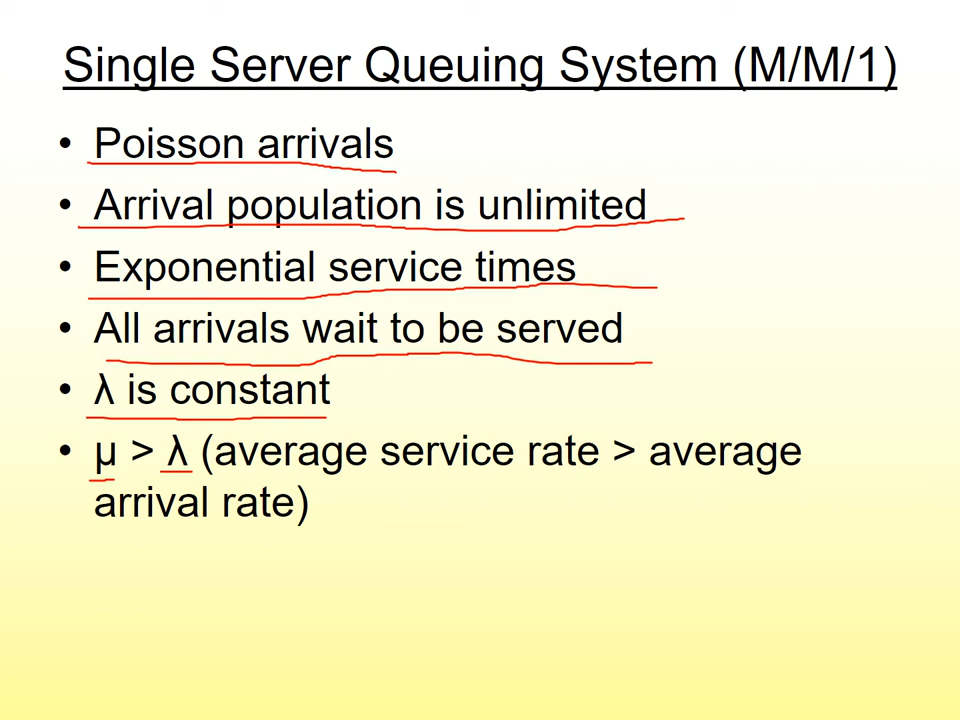 Single Server Queuing System (M/M/1)
• Poisson arrivals
• Arrival population is unlimited
• Exponential service times
• All arrivals wait to be served
• λ is constant
• μ > λ (average service rate > average
arrival rate)